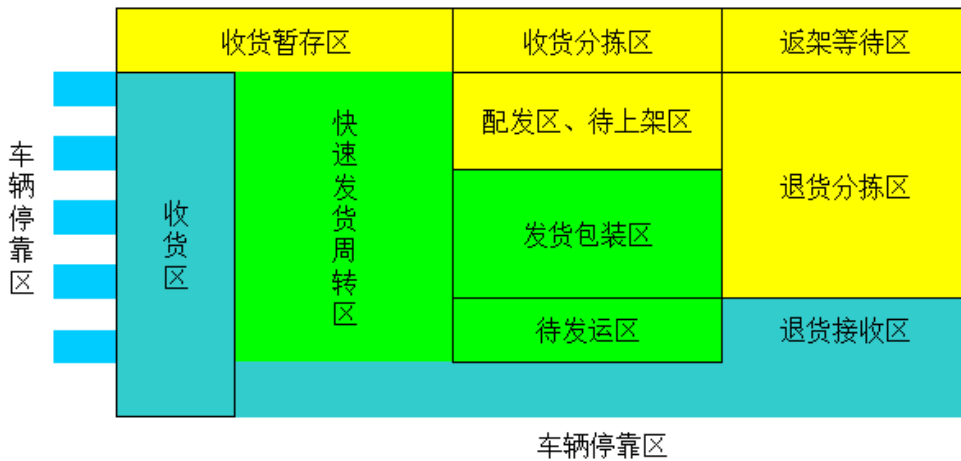 收货暂存区
收货分拣区
返架等待区
车辆停靠区
收货区
快速发货周转区
配发区、待上架区
退货分拣区
发货包装区
待发运区
退货接收区
车辆停靠区